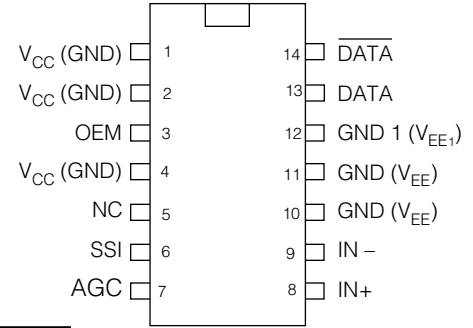 V_CC (GND) 1 14 D̅A̅T̅A̅
V_CC (GND) 2 13 DATA
OEM 3 12 GND 1 (V_EE1)
V_CC (GND) 4 11 GND (V_EE)
NC 5 10 GND (V_EE)
SSI 6 9 IN –
AGC 7 8 IN+